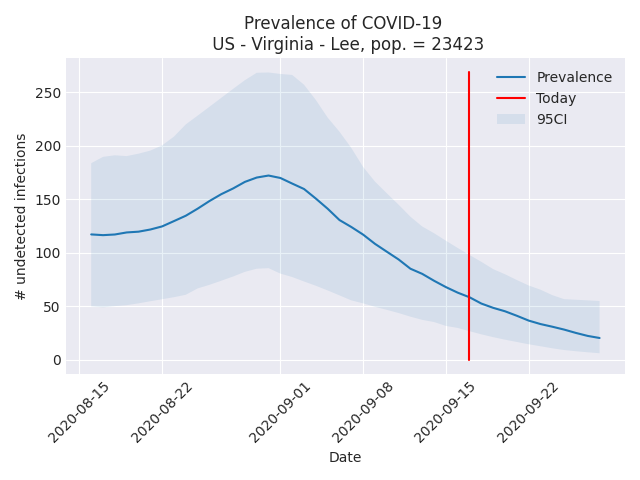 Prevalence of COVID-19
US - Virginia - Lee, pop. = 23423
Prevalence
Today
95CI
# undetected infections
250
200
150
100
50
0
2020-08-15
2020-08-22
2020-09-01
2020-09-08
2020-09-15
2020-09-22
Date